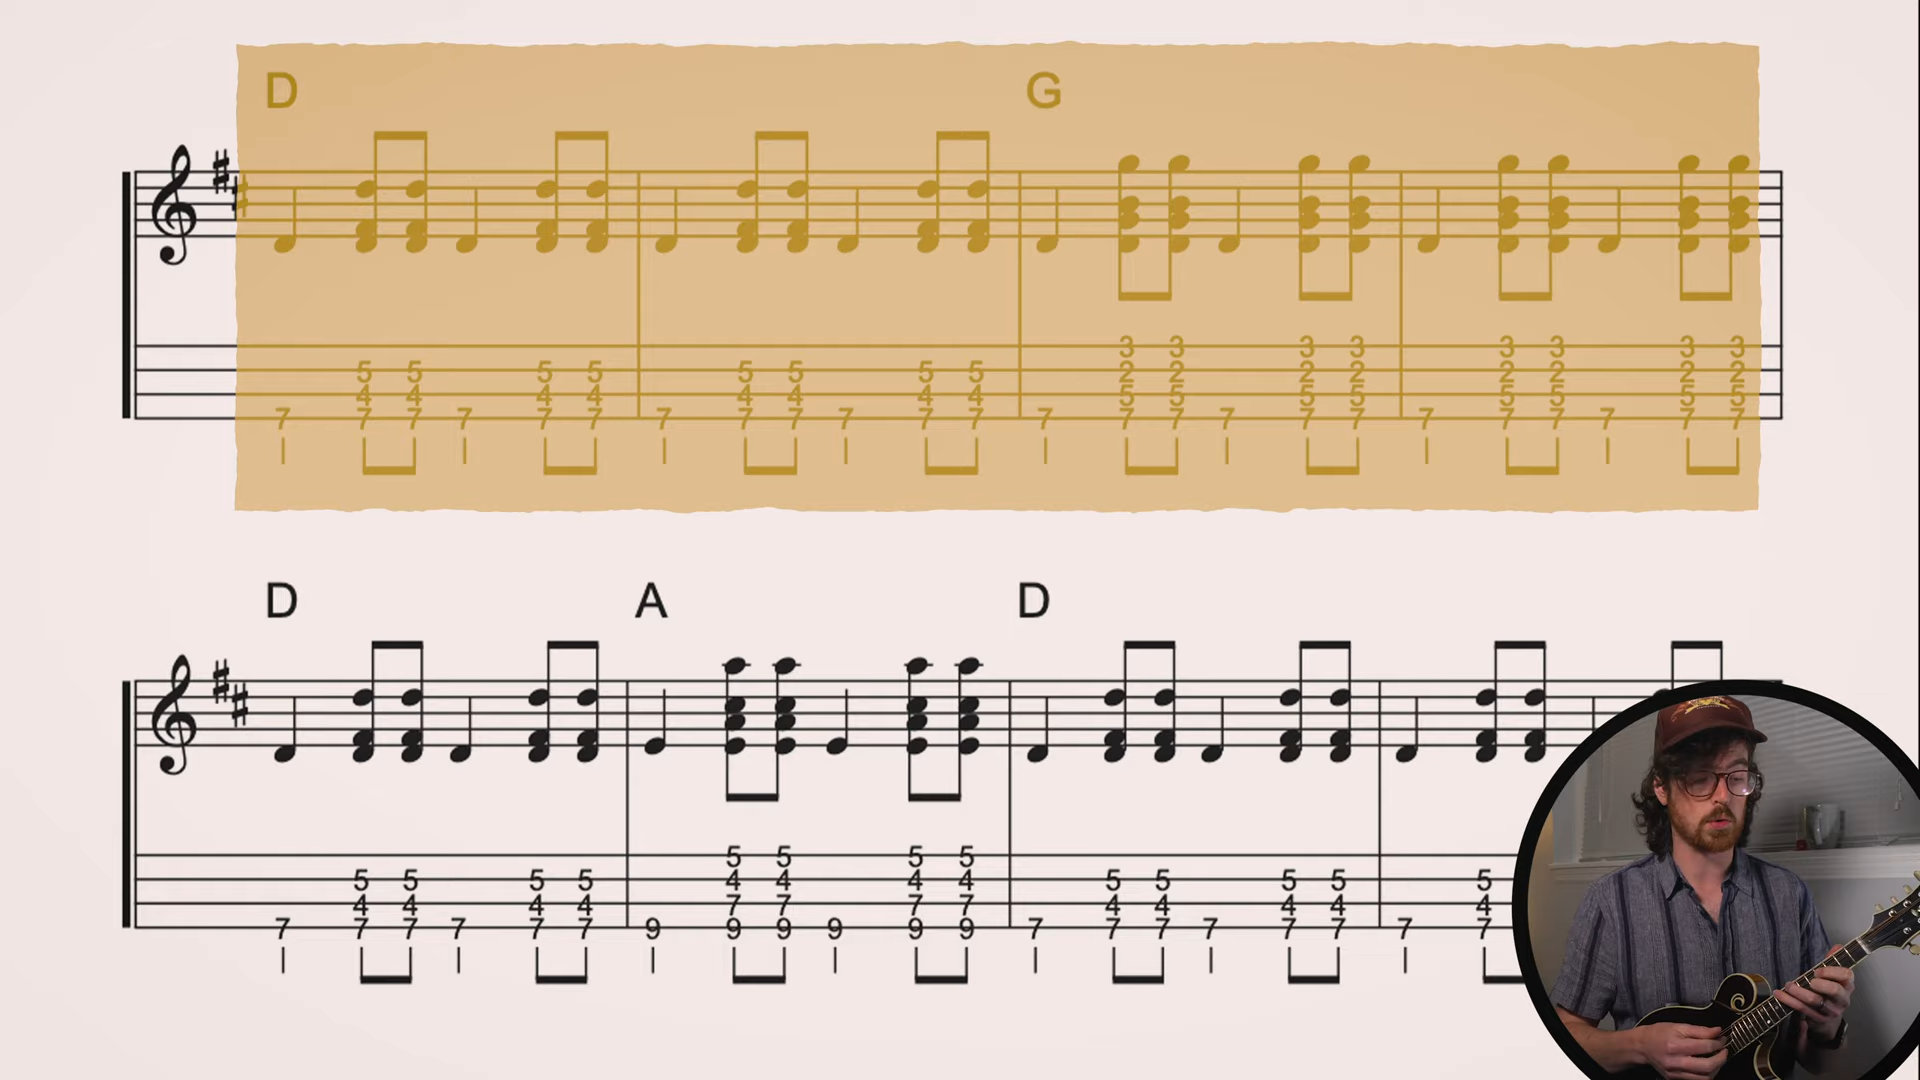 D G
3 3 3 3 3 3 3 3
5 5 5 5 5 5 5 5 2 2 2 2 2 2 2 2
4 4 4 4 4 4 4 4 5 5 5 5 5 5 5 5
7 7 7 7 7 7 7 7 7 7 7 7 7 7 7 7 7 7 7 7 7 7 7 7
D A D
5 5 5 5
5 5 5 5 4 4 4 4 5 5 5 5 5
4 4 4 4 7 7 7 7 4 4 4 4 4
7 7 7 7 7 7 9 9 9 9 9 9 7 7 7 7 7 7 7 7